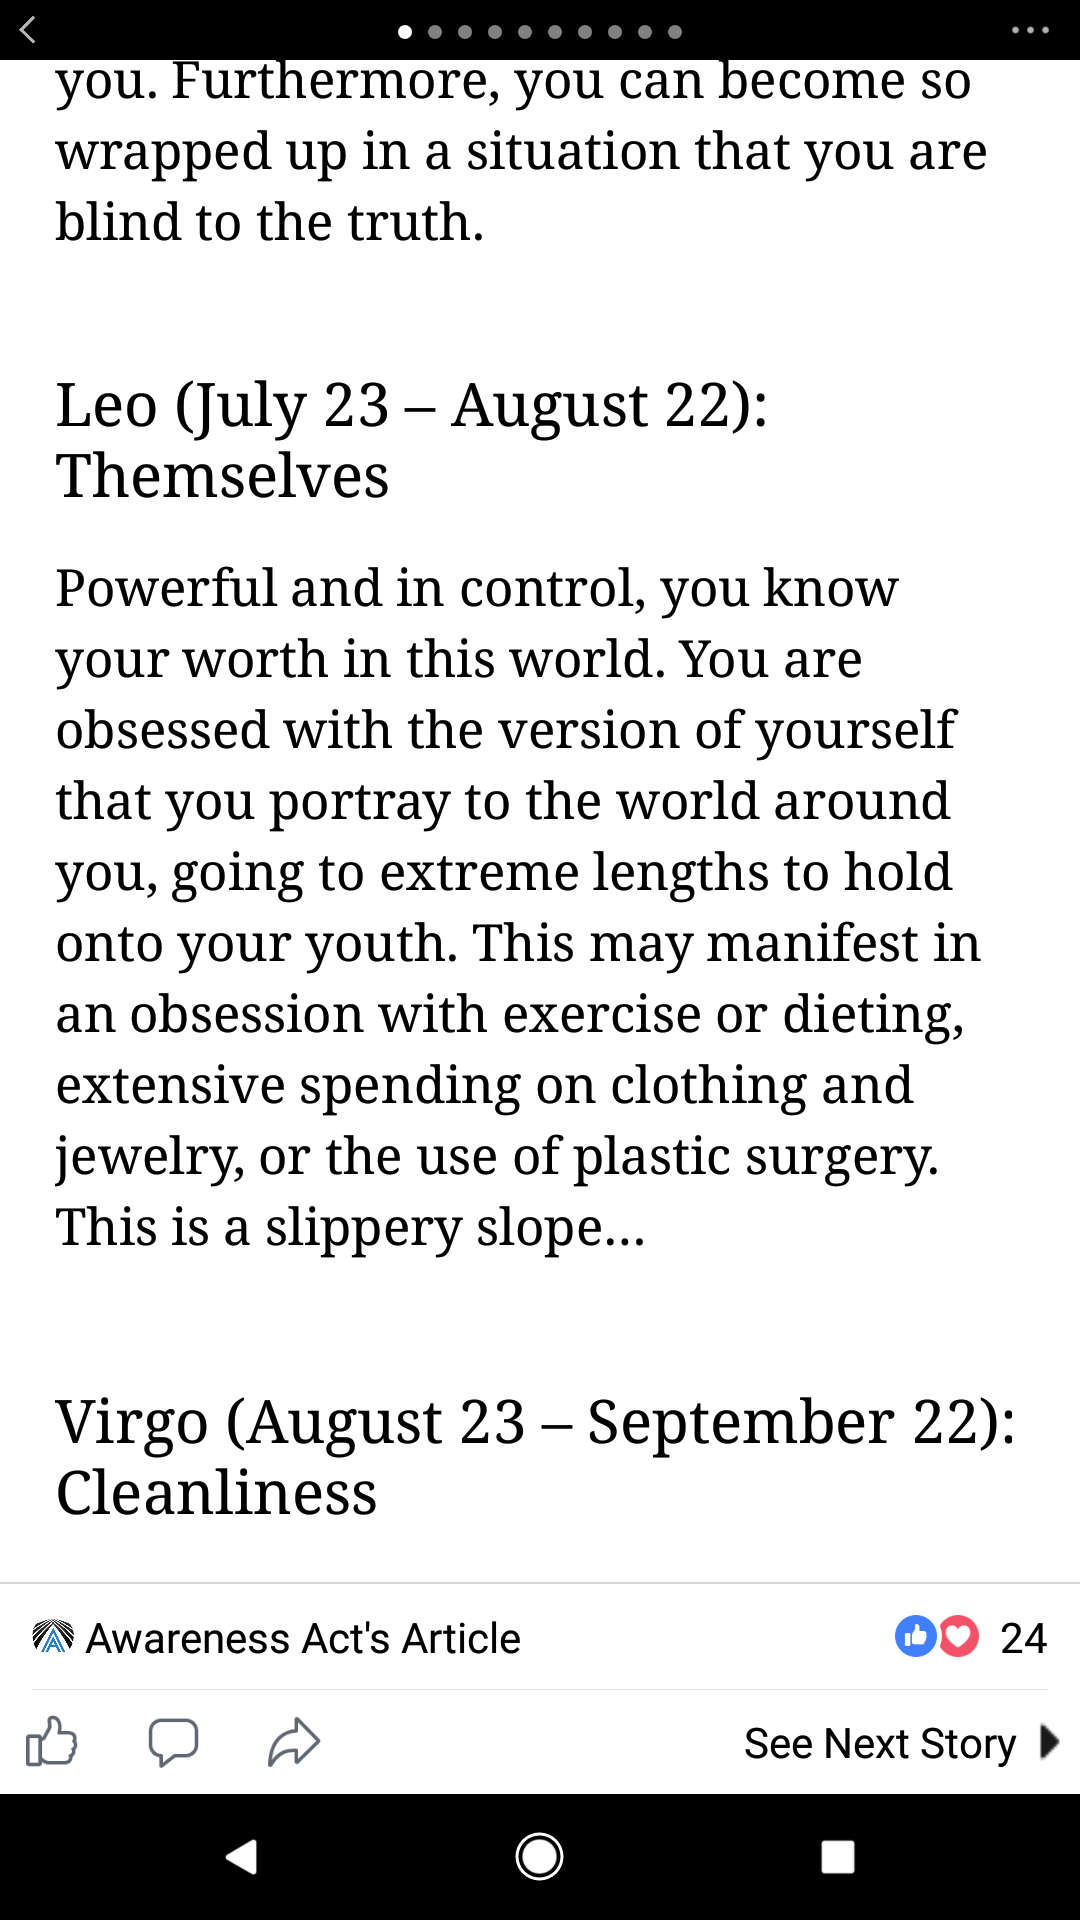 you. Furthermore, you can become so
wrapped up in a situation that you are
blind to the truth.
Leo (July 23 – August 22):
Themselves
Powerful and in control, you know
your worth in this world. You are
obsessed with the version of yourself
that you portray to the world around
you, going to extreme lengths to hold
onto your youth. This may manifest in
an obsession with exercise or dieting,
extensive spending on clothing and
jewelry, or the use of plastic surgery.
This is a slippery slope...
Virgo (August 23 – September 22):
Cleanliness
Awareness Act's Article 24
See Next Story